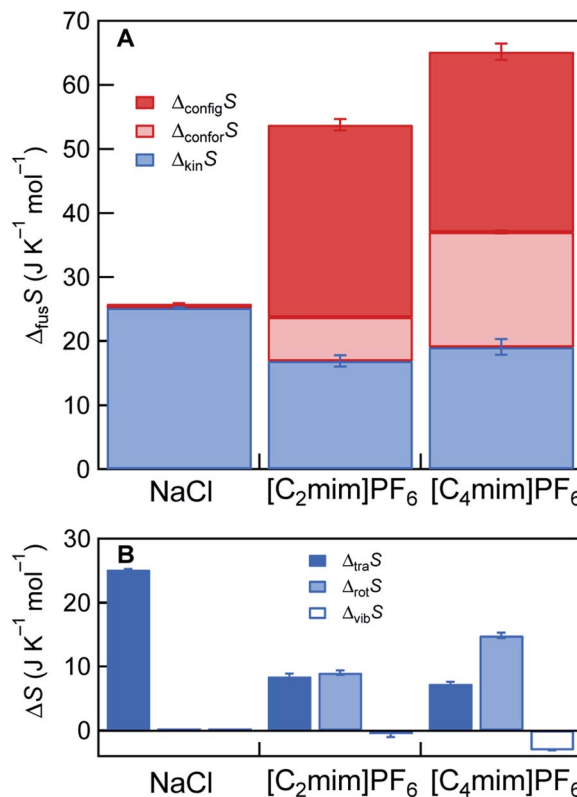 A
70
60
50
40
30
20
10
0
Δ_fus S (J K⁻¹ mol⁻¹)
Δ_config S
Δ_confor S
Δ_kin S
NaCl [C₂mim]PF₆ [C₄mim]PF₆
B
30
20
10
0
ΔS (J K⁻¹ mol⁻¹)
Δ_tra S
Δ_rot S
Δ_vib S
NaCl [C₂mim]PF₆ [C₄mim]PF₆